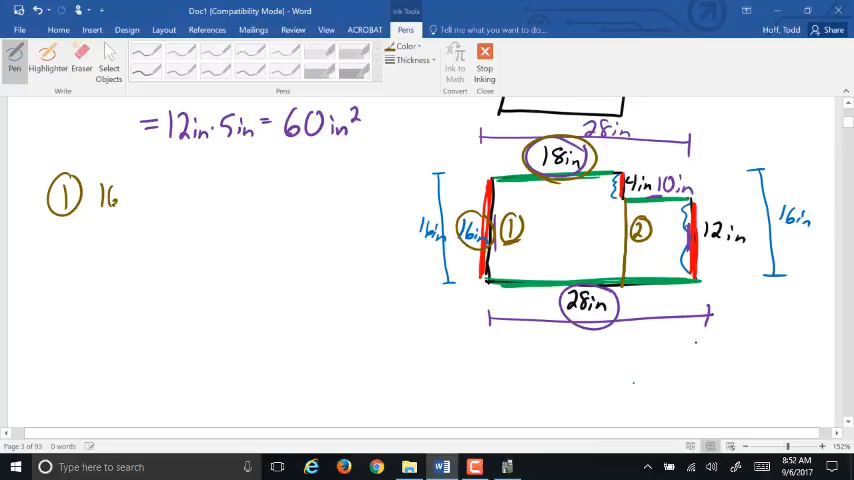 Doc1 [Compatibility Mode] - Word
Ink Tools
File Home Insert Design Layout References Mailings Review View ACROBAT Pens Tell me what you want to do... Hoff, Todd Share
Pen Highlighter Eraser Select Objects
Color
Thickness
Ink to Math Stop Inking
Write Pens Convert Close
= 12in · 5in = 60in²
28in
18in
4in 10in
① 16
16in 16in ① ② 12in 16in
28in
Page 3 of 93 0 words 152%
Type here to search
8:52 AM
9/6/2017